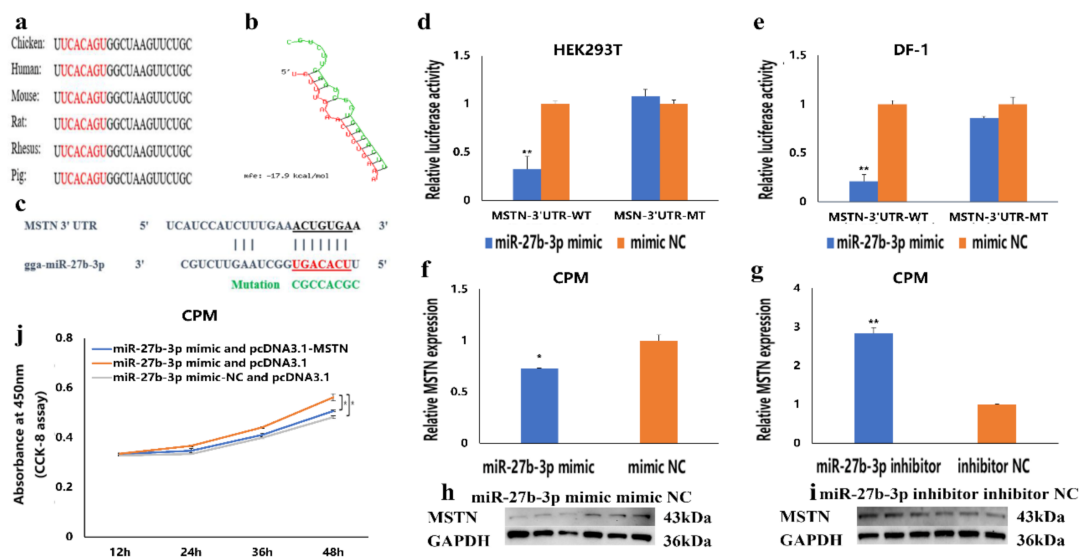 a
Chicken: UUCACAGUGGCUAAGUUCUGC
Human: UUCACAGUGGCUAAGUUCUGC
Mouse: UUCACAGUGGCUAAGUUCUGC
Rat: UUCACAGUGGCUAAGUUCUGC
Rhesus: UUCACAGUGGCUAAGUUCUGC
Pig: UUCACAGUGGCUAAGUUCUGC
b
5'
mfe: -17.9 kcal/mol
c
MSTN 3' UTR 5' UCAUCCAUCUUUGAAACUGUGAA 3'
gga-miR-27b-3p 3' CGUCUUGAAUCGGUGACACUU 5'
Mutation CGCCACGC
d
HEK293T
Relative luciferase activity
1.5
1
0.5
0
**
MSTN-3'UTR-WT MSN-3'UTR-MT
miR-27b-3p mimic mimic NC
e
DF-1
Relative luciferase activity
1.5
1
0.5
0
**
MSTN-3'UTR-WT MSTN-3'UTR-MT
miR-27b-3p mimic mimic NC
f
CPM
Relative MSTN expression
1.5
1
0.5
0
*
miR-27b-3p mimic mimic NC
g
CPM
Relative MSTN expression
4
3
2
1
0
**
miR-27b-3p inhibitor inhibitor NC
h miR-27b-3p mimic mimic NC
MSTN 43kDa
GAPDH 36kDa
i miR-27b-3p inhibitor inhibitor NC
MSTN 43kDa
GAPDH 36kDa
j
CPM
Absorbance at 450nm
(CCK-8 assay)
0.8
0.6
0.4
0.2
0
miR-27b-3p mimic and pcDNA3.1-MSTN
miR-27b-3p mimic and pcDNA3.1
miR-27b-3p mimic-NC and pcDNA3.1
* *
12h 24h 36h 48h